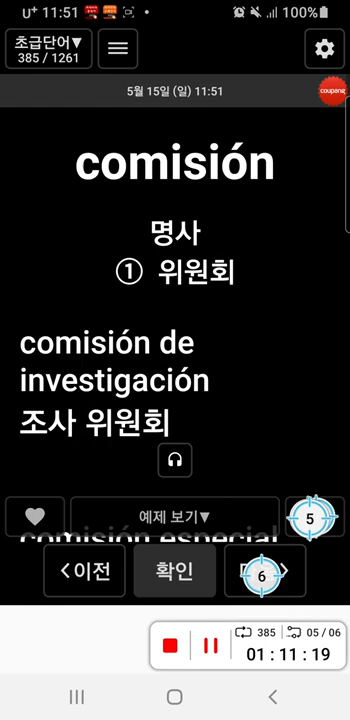 U+ 11:51 100%
초급단어▼
385 / 1261
5월 15일 (일) 11:51
coupang
comisión
명사
① 위원회
comisión de
investigación
조사 위원회
예제 보기▼
5
comisión especial
<이전
확인
6
385 05 / 06
01 : 11 : 19